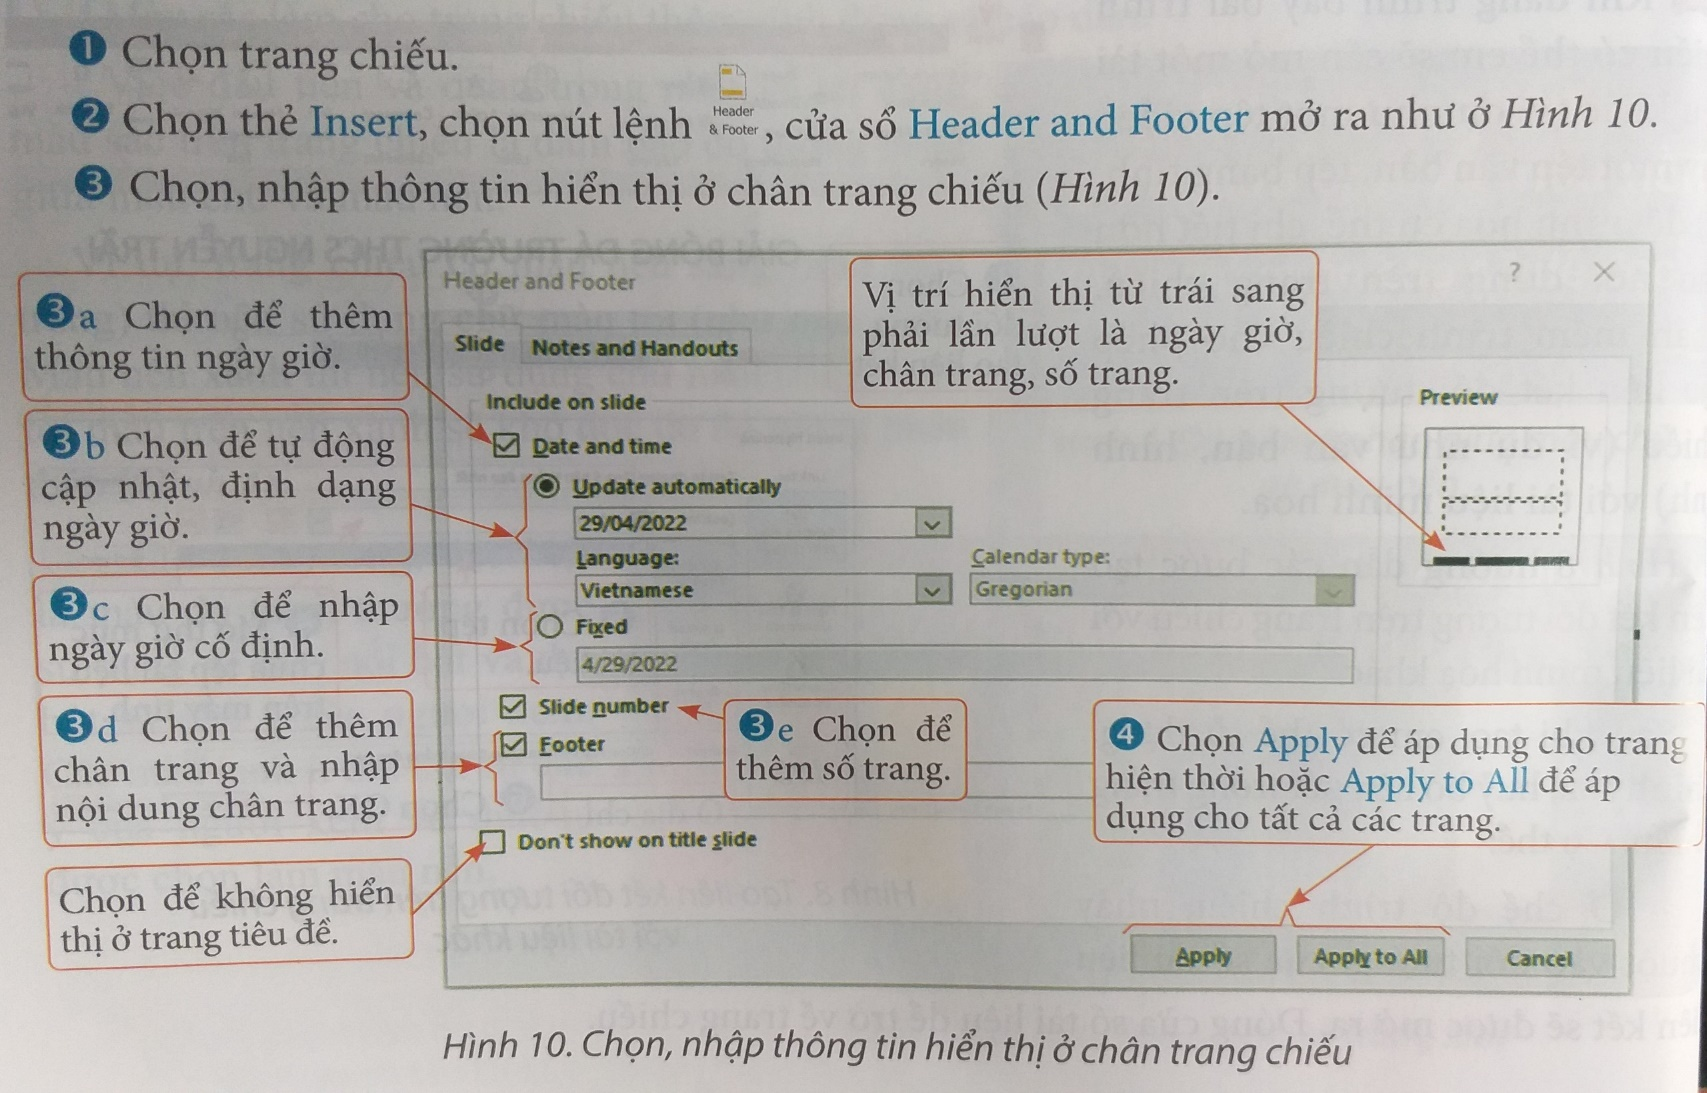 ❶ Chọn trang chiếu.
❷ Chọn thẻ Insert, chọn nút lệnh Header & Footer, cửa sổ Header and Footer mở ra như ở Hình 10.
❸ Chọn, nhập thông tin hiển thị ở chân trang chiếu (Hình 10).
❸a Chọn để thêm
thông tin ngày giờ.
❸b Chọn để tự động
cập nhật, định dạng
ngày giờ.
❸c Chọn để nhập
ngày giờ cố định.
❸d Chọn để thêm
chân trang và nhập
nội dung chân trang.
Chọn để không hiển
thị ở trang tiêu đề.
Header and Footer
? ×
Slide Notes and Handouts
Vị trí hiển thị từ trái sang
phải lần lượt là ngày giờ,
chân trang, số trang.
Include on slide
Preview
Date and time
Update automatically
29/04/2022
Language: Calendar type:
Vietnamese Gregorian
Fixed
4/29/2022
Slide number
Footer
❸e Chọn để
thêm số trang.
❹ Chọn Apply để áp dụng cho trang
hiện thời hoặc Apply to All để áp
dụng cho tất cả các trang.
Don't show on title slide
Apply Apply to All Cancel
Hình 10. Chọn, nhập thông tin hiển thị ở chân trang chiếu